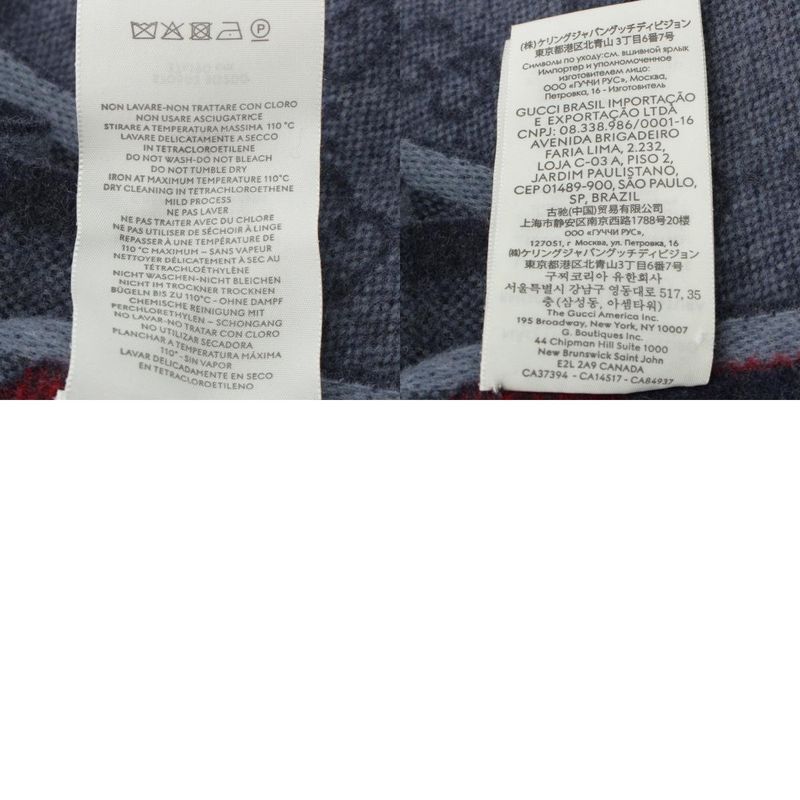 NON LAVARE-NON TRATTARE CON CLORO
NON USARE ASCIUGATRICE
STIRARE A TEMPERATURA MASSIMA 110 °C
LAVARE DELICATAMENTE A SECCO
IN TETRACLOROETILENE
DO NOT WASH-DO NOT BLEACH
DO NOT TUMBLE DRY
IRON AT MAXIMUM TEMPERATURE 110°C
DRY CLEANING IN TETRACHLOROETHENE
MILD PROCESS
NE PAS LAVER
NE PAS TRAITER AVEC DU CHLORE
NE PAS UTILISER DE SÉCHOIR À LINGE
REPASSER À UNE TEMPÉRATURE DE
110 °C MAXIMUM – SANS VAPEUR
NETTOYER DÉLICATEMENT À SEC AU
TÉTRACHLOÉTHYLÈNE
NICHT WASCHEN-NICHT BLEICHEN
NICHT IM TROCKNER TROCKNEN
BÜGELN BIS ZU 110°C - OHNE DAMPF
CHEMISCHE REINIGUNG MIT
PERCHLORETHYLEN – SCHONGANG
NO LAVAR-NO TRATAR CON CLORO
NO UTILIZAR SECADORA
PLANCHAR A TEMPERATURA MÁXIMA
110°- SIN VAPOR
LAVAR DELICADAMENTE EN SECO
EN TETRACLOROETILENO
(株)ケリングジャパングッチディビジョン
東京都港区北青山3丁目6番7号
Символы по уходу:см. вшивной ярлык
Импортер и уполномоченное
изготовителем лицо:
ООО «ГУЧЧИ РУС», Москва,
Петровка, 16 - Изготовитель
GUCCI BRASIL IMPORTAÇÃO
E EXPORTAÇÃO LTDA
CNPJ: 08.338.986/0001-16
AVENIDA BRIGADEIRO
FARIA LIMA, 2.232,
LOJA C-03 A, PISO 2,
JARDIM PAULISTANO,
CEP 01489-900, SÃO PAULO,
SP, BRAZIL
古驰(中国)贸易有限公司
上海市静安区南京西路1788号20楼
ООО «ГУЧЧИ РУС»,
127051, г Москва, ул. Петровка, 16
(株)ケリングジャパングッチディビジョン
東京都港区北青山3丁目6番7号
구찌코리아 유한회사
서울특별시 강남구 영동대로 517, 35
층 (삼성동, 아셈타워)
The Gucci America Inc.
195 Broadway, New York, NY 10007
G. Boutiques Inc.
44 Chipman Hill Suite 1000
New Brunswick Saint John
E2L 2A9 CANADA
CA37394 - CA14517 - CA84937